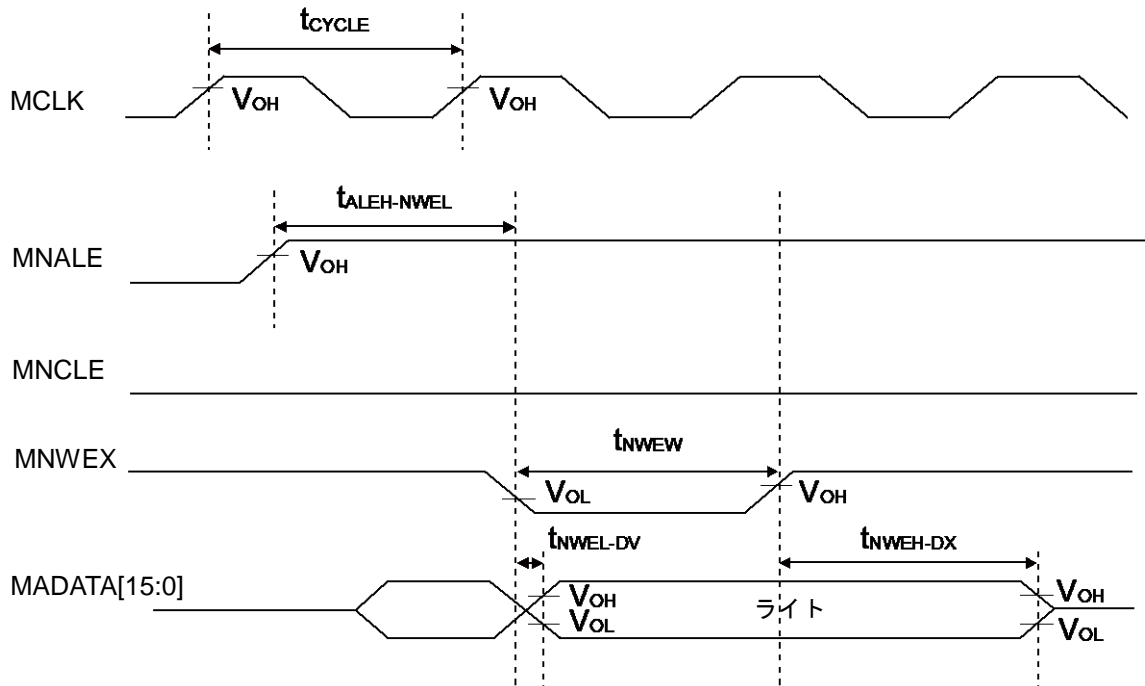 tCYCLE
MCLK VOH VOH
tALEH-NWEL
MNALE VOH
MNCLE
tNWEW
MNWEX VOL VOH
tNWEL-DV tNWEH-DX
MADATA[15:0] VOH ライト VOH
VOL VOL